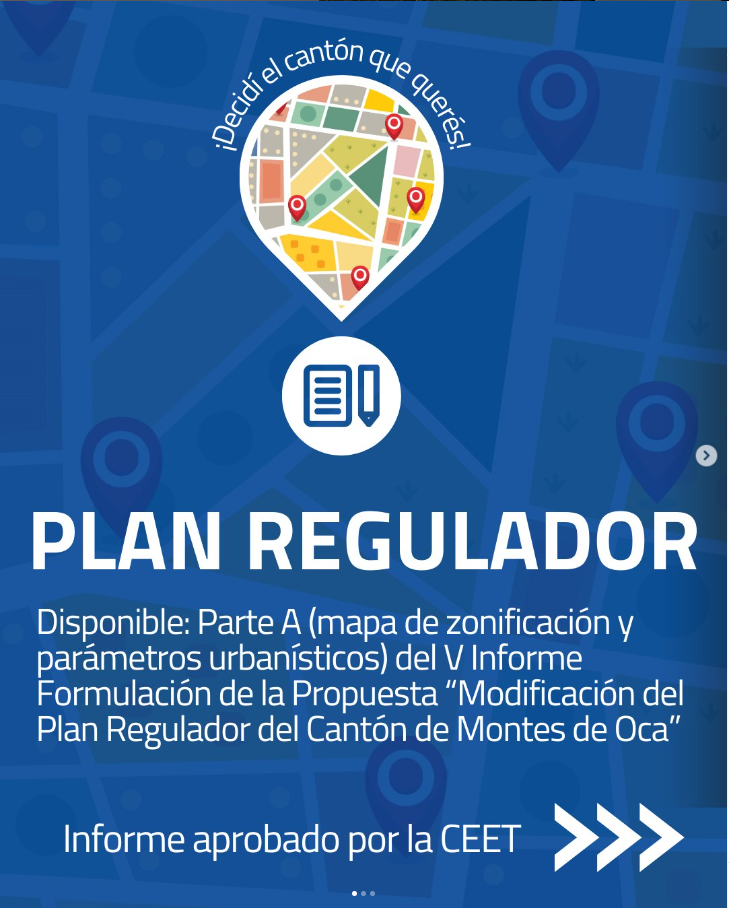 ¡Decidí el cantón que querés!
PLAN REGULADOR
Disponible: Parte A (mapa de zonificación y
parámetros urbanísticos) del V Informe
Formulación de la Propuesta “Modificación del
Plan Regulador del Cantón de Montes de Oca”
Informe aprobado por la CEET